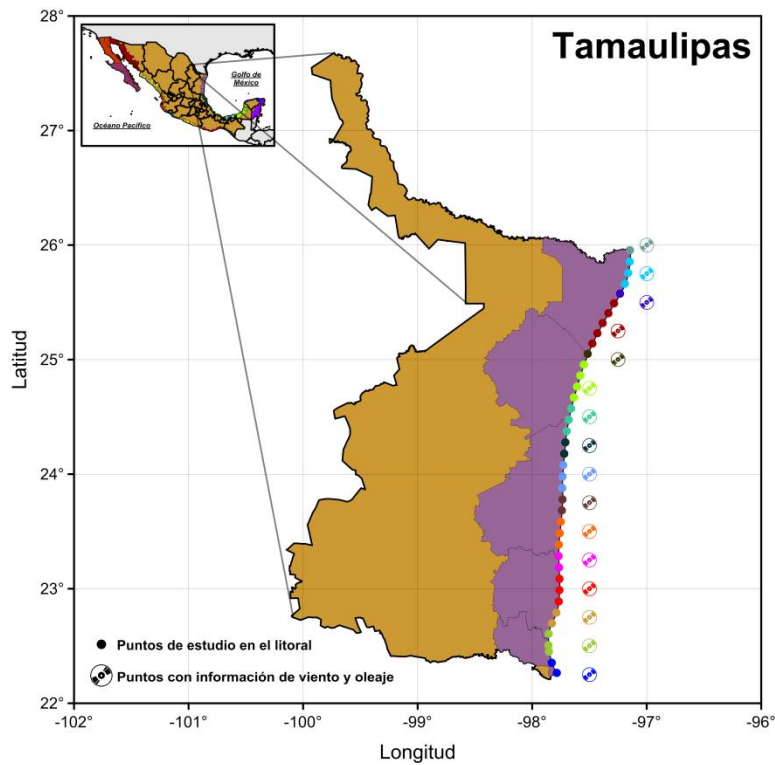 Tamaulipas
Golfo de
México
Océano Pacífico
28°
27°
26°
25°
24°
23°
22°
Latitud
Puntos de estudio en el litoral
Puntos con información de viento y oleaje
-102°
-101°
-100°
-99°
-98°
-97°
-96°
Longitud